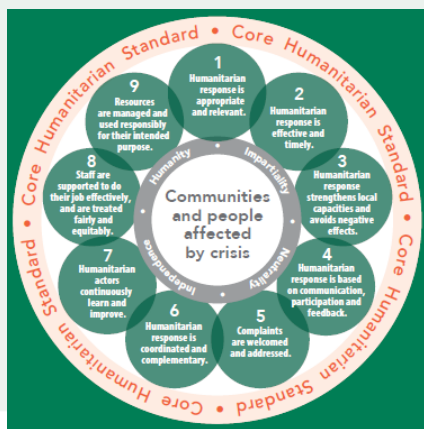 Core Humanitarian Standard • Core Humanitarian Standard • Core Humanitarian Standard • Core Humanitarian Standard •
1
Humanitarian
response is
appropriate
and relevant.
2
Humanitarian
response is
effective and
timely.
3
Humanitarian
response
strengthens local
capacities and
avoids negative
effects.
4
Humanitarian
response is based
on communication,
participation and
feedback.
5
Complaints
are welcomed
and addressed.
6
Humanitarian
response is
coordinated and
complementary.
7
Humanitarian
actors
continuously
learn and
improve.
8
Staff are
supported to do
their job effectively,
and are treated
fairly and
equitably.
9
Resources
are managed and
used responsibly
for their intended
purpose.
Humanity • Impartiality • Neutrality • Independence •
Communities
and people
affected
by crisis